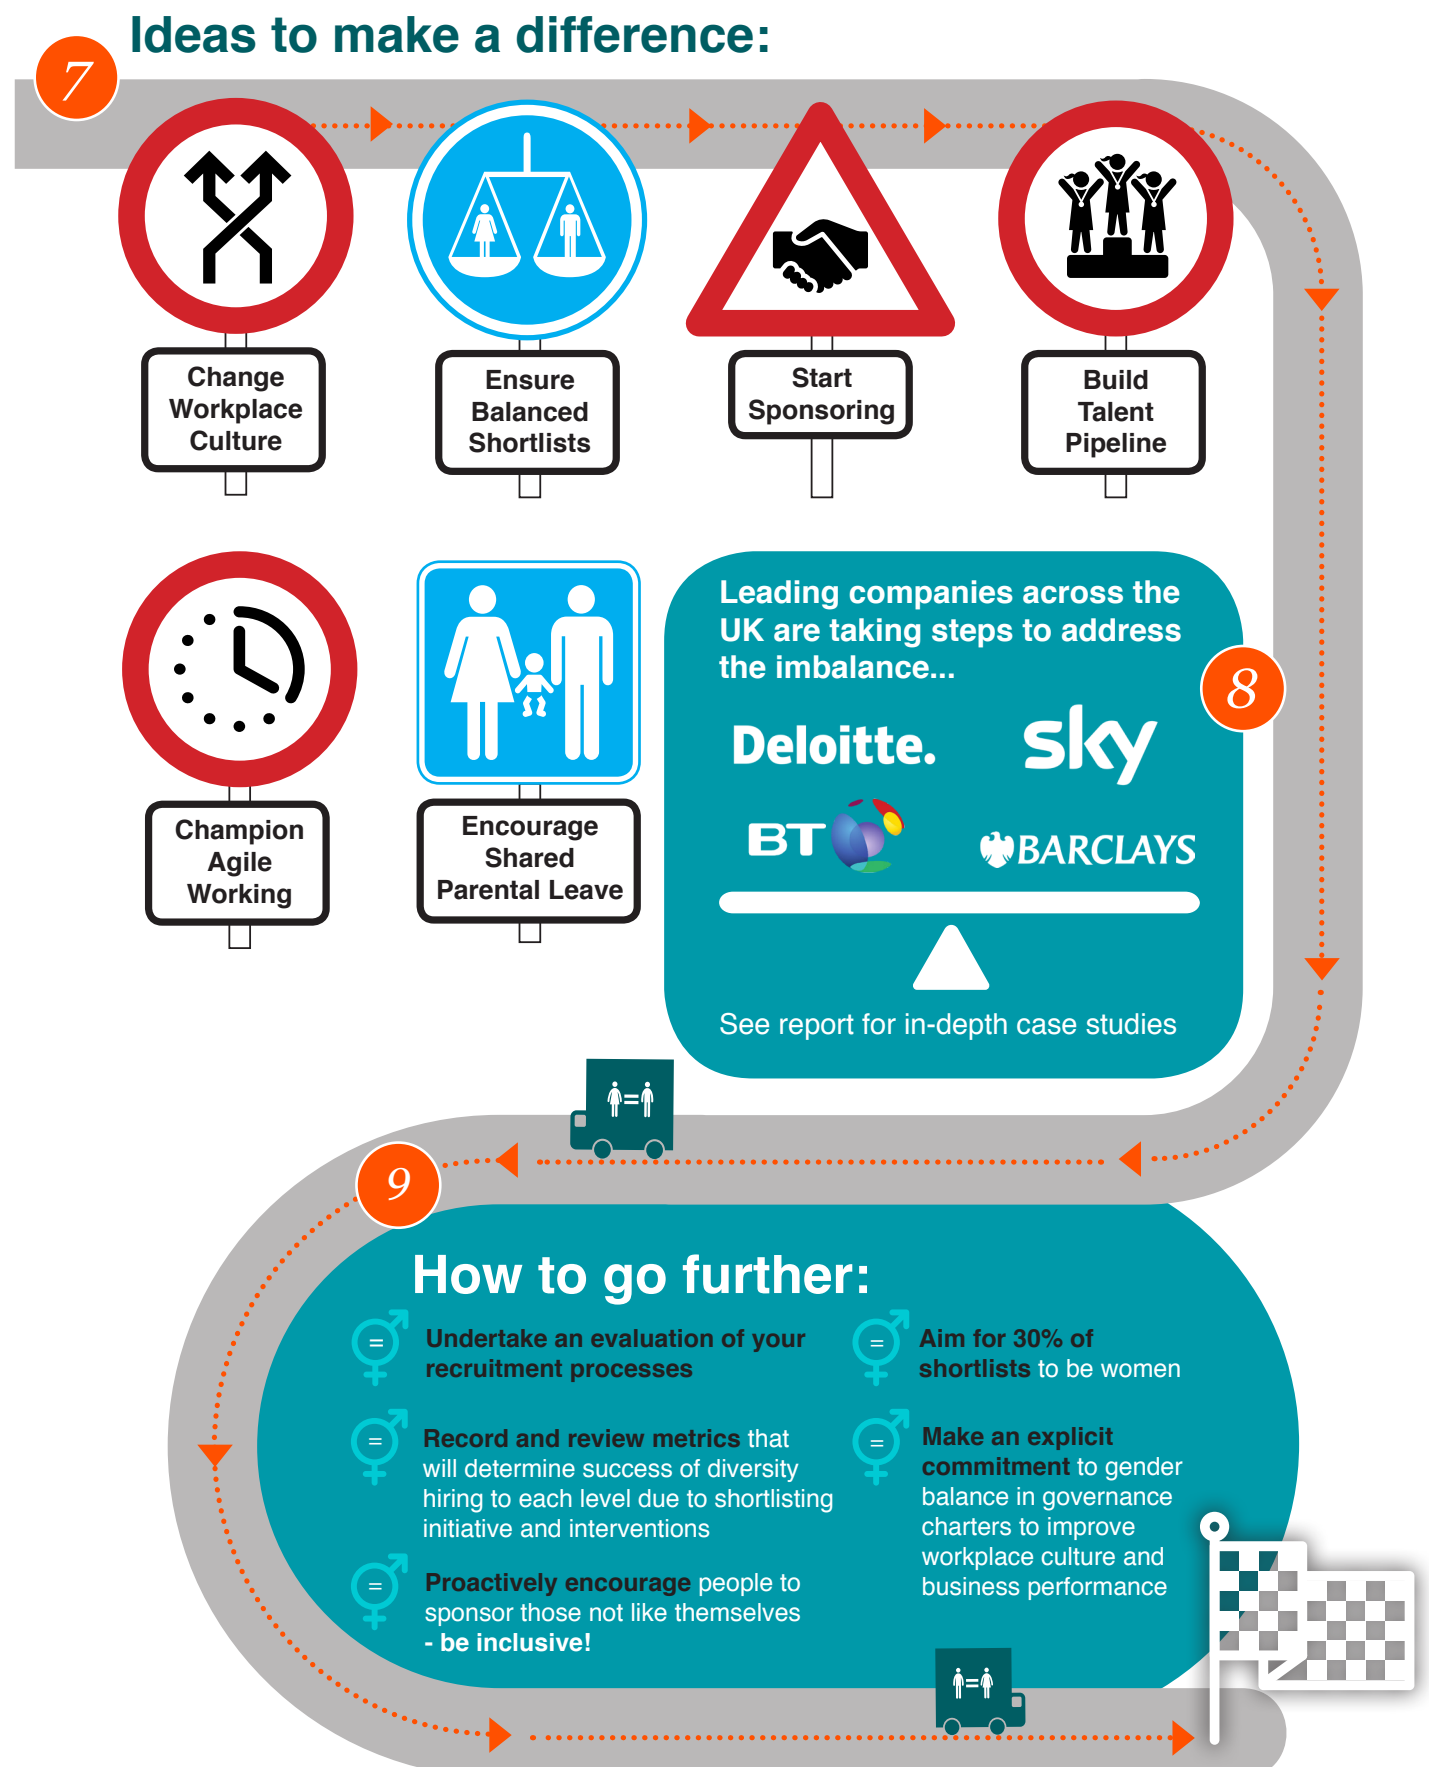 Ideas to make a difference:
7
Change
Workplace
Culture
Ensure
Balanced
Shortlists
Start
Sponsoring
Build
Talent
Pipeline
Champion
Agile
Working
Encourage
Shared
Parental Leave
Leading companies across the
UK are taking steps to address
the imbalance...
8
Deloitte.
sky
BT
BARCLAYS
See report for in-depth case studies
9
How to go further:
Undertake an evaluation of your
recruitment processes
Record and review metrics that
will determine success of diversity
hiring to each level due to shortlisting
initiative and interventions
Proactively encourage people to
sponsor those not like themselves
- be inclusive!
Aim for 30% of
shortlists to be women
Make an explicit
commitment to gender
balance in governance
charters to improve
workplace culture and
business performance